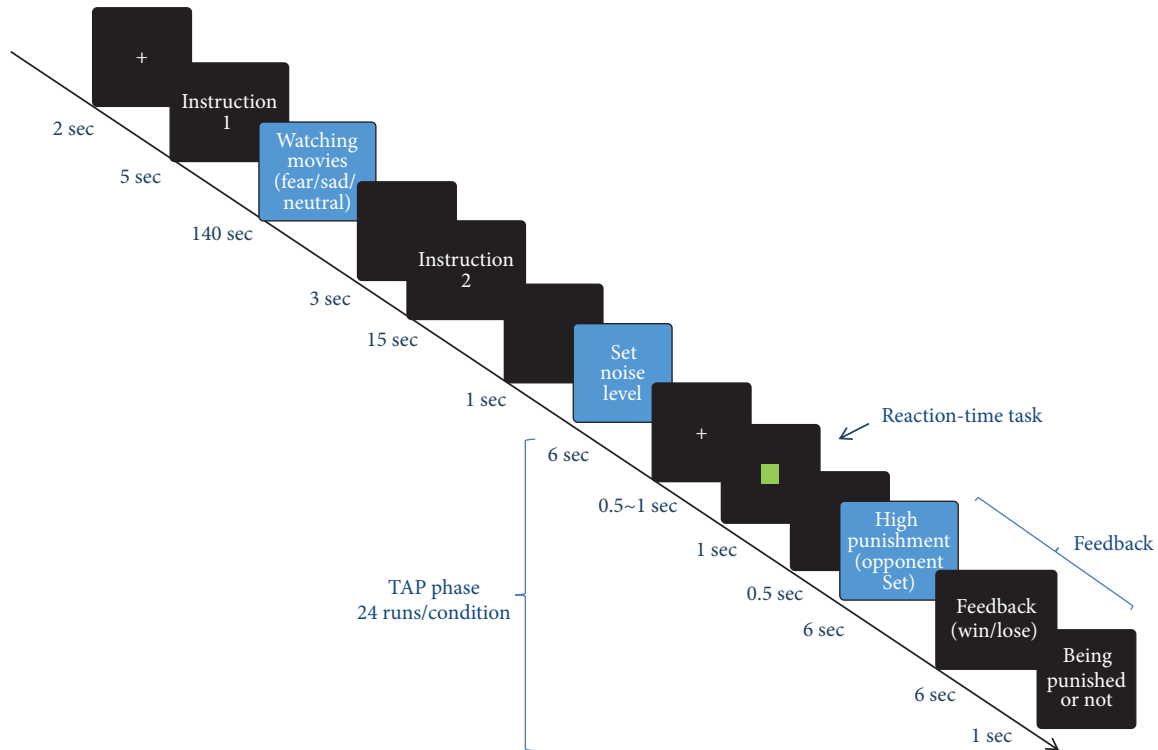 +
2 sec
Instruction
1
5 sec
Watching
movies
(fear/sad/
neutral)
140 sec
3 sec
Instruction
2
15 sec
1 sec
Set
noise
level
6 sec
+
0.5~1 sec
Reaction-time task
1 sec
0.5 sec
High
punishment
(opponent
Set)
6 sec
Feedback
Feedback
(win/lose)
6 sec
Being
punished
or not
1 sec
TAP phase
24 runs/condition